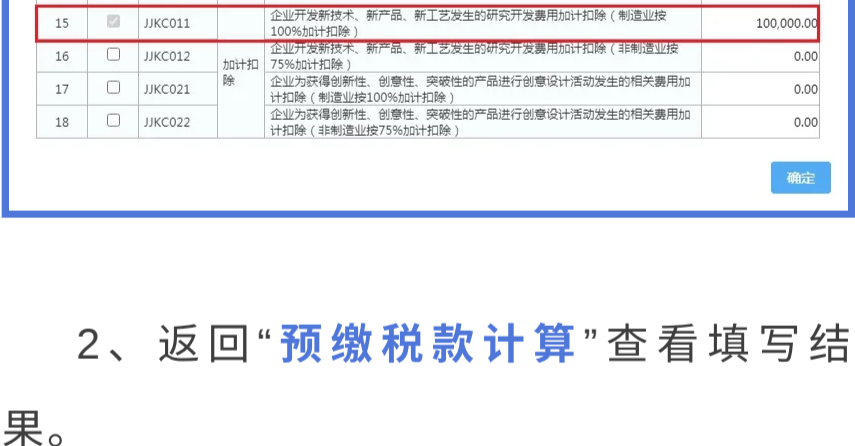 15 JJKC011 企业开发新技术、新产品、新工艺发生的研究开发费用加计扣除（制造业按 100,000.00
100%加计扣除）
16 JJKC012 加计扣 企业开发新技术、新产品、新工艺发生的研究开发费用加计扣除（非制造业按 0.00
除 75%加计扣除）
17 JJKC021 企业为获得创新性、创意性、突破性的产品进行创意设计活动发生的相关费用加 0.00
计扣除（制造业按100%加计扣除）
18 JJKC022 企业为获得创新性、创意性、突破性的产品进行创意设计活动发生的相关费用加 0.00
计扣除（非制造业按75%加计扣除）
确定
2、返回“预缴税款计算”查看填写结
果。